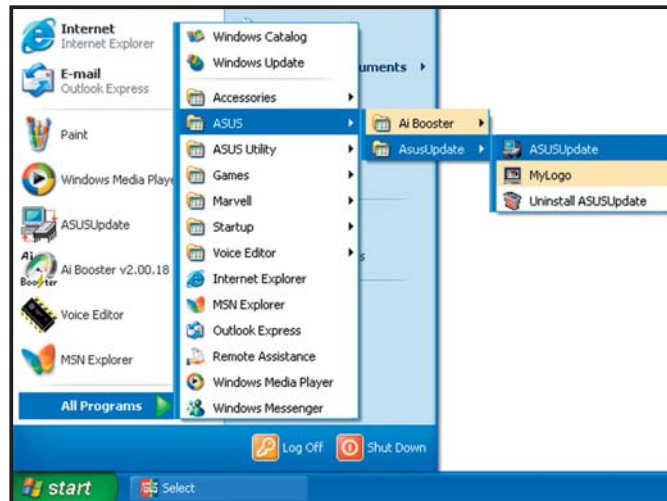 Internet
Internet Explorer
E-mail
Outlook Express
Paint
Windows Media Playe
ASUSUpdate
Ai Booster v2.00.18
Voice Editor
MSN Explorer
All Programs
Windows Catalog
Windows Update
Accessories
ASUS
ASUS Utility
Games
Marvell
Startup
Voice Editor
Internet Explorer
MSN Explorer
Outlook Express
Remote Assistance
Windows Media Player
Windows Messenger
uments
s
Ai Booster
AsusUpdate
ASUSUpdate
MyLogo
Uninstall ASUSUpdate
Log Off
Shut Down
start
Select